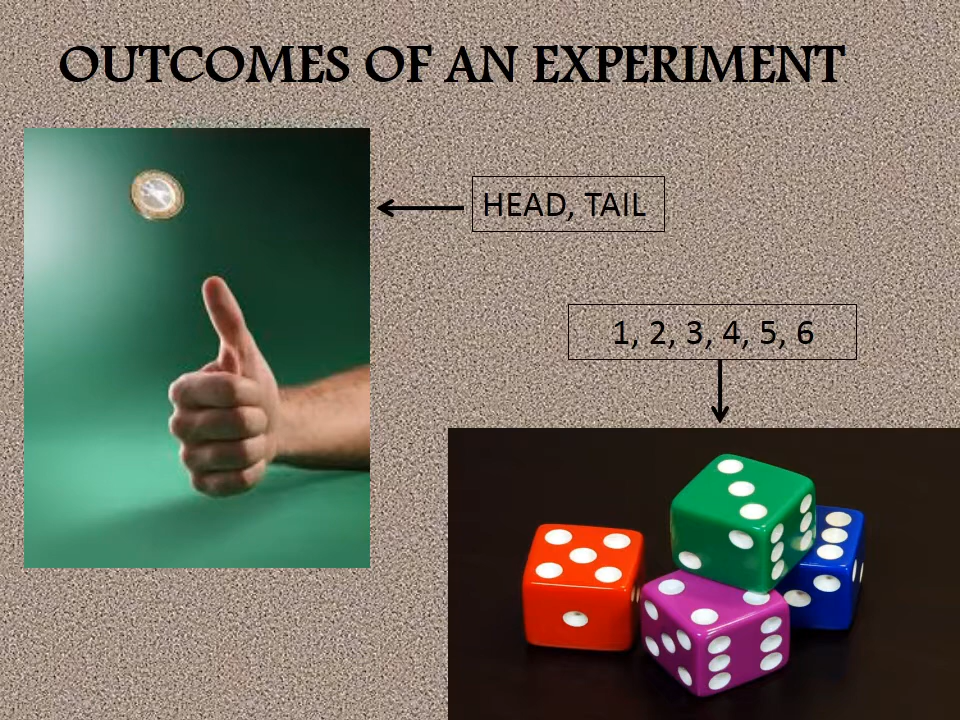 OUTCOMES OF AN EXPERIMENT
HEAD, TAIL
1, 2, 3, 4, 5, 6